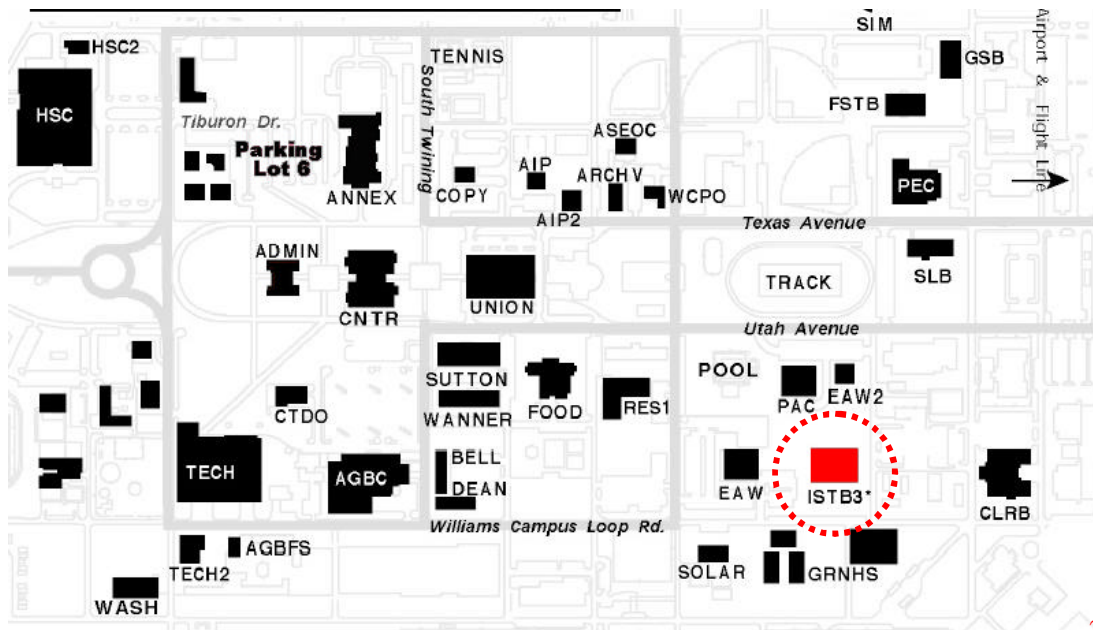 SIM
Airport & Flight Line
HSC2
TENNIS
GSB
HSC
South Twining
FSTB
Tiburon Dr.
ASEOC
Parking
Lot 6
AIP
ARCHV
ANNEX
COPY
WCPO
PEC
AIP2
Texas Avenue
ADMIN
SLB
TRACK
UNION
CNTR
Utah Avenue
POOL
SUTTON
FOOD
RES1
PAC
EAW2
CTDO
WANNER
TECH
AGBC
BELL
DEAN
EAW
ISTB3*
CLRB
Williams Campus Loop Rd.
AGBFS
TECH2
SOLAR
GRNHS
WASH